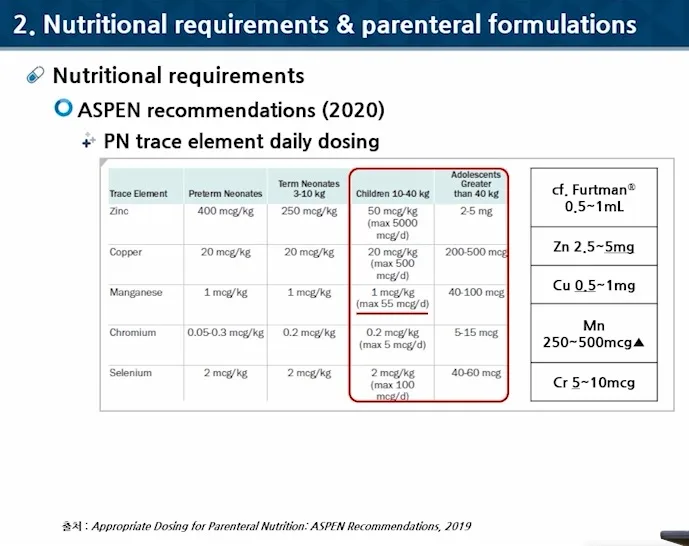 2. Nutritional requirements & parenteral formulations
Nutritional requirements
ASPEN recommendations (2020)
PN trace element daily dosing
Trace Element
Preterm Neonates
Term Neonates
3-10 kg
Children 10-40 kg
Adolescents
Greater
than 40 kg
Zinc
400 mcg/kg
250 mcg/kg
50 mcg/kg
(max 5000
mcg/d)
2-5 mg
Copper
20 mcg/kg
20 mcg/kg
20 mcg/kg
(max 500
mcg/d)
200-500 mcg
Manganese
1 mcg/kg
1 mcg/kg
1 mcg/kg
(max 55 mcg/d)
40-100 mcg
Chromium
0.05-0.3 mcg/kg
0.2 mcg/kg
0.2 mcg/kg
(max 5 mcg/d)
5-15 mcg
Selenium
2 mcg/kg
2 mcg/kg
2 mcg/kg
(max 100
mcg/d)
40-60 mcg
cf. Furtman®
0.5~1mL
Zn 2.5~5mg
Cu 0.5~1mg
Mn
250~500mcg▲
Cr 5~10mcg
출처 : Appropriate Dosing for Parenteral Nutrition: ASPEN Recommendations, 2019